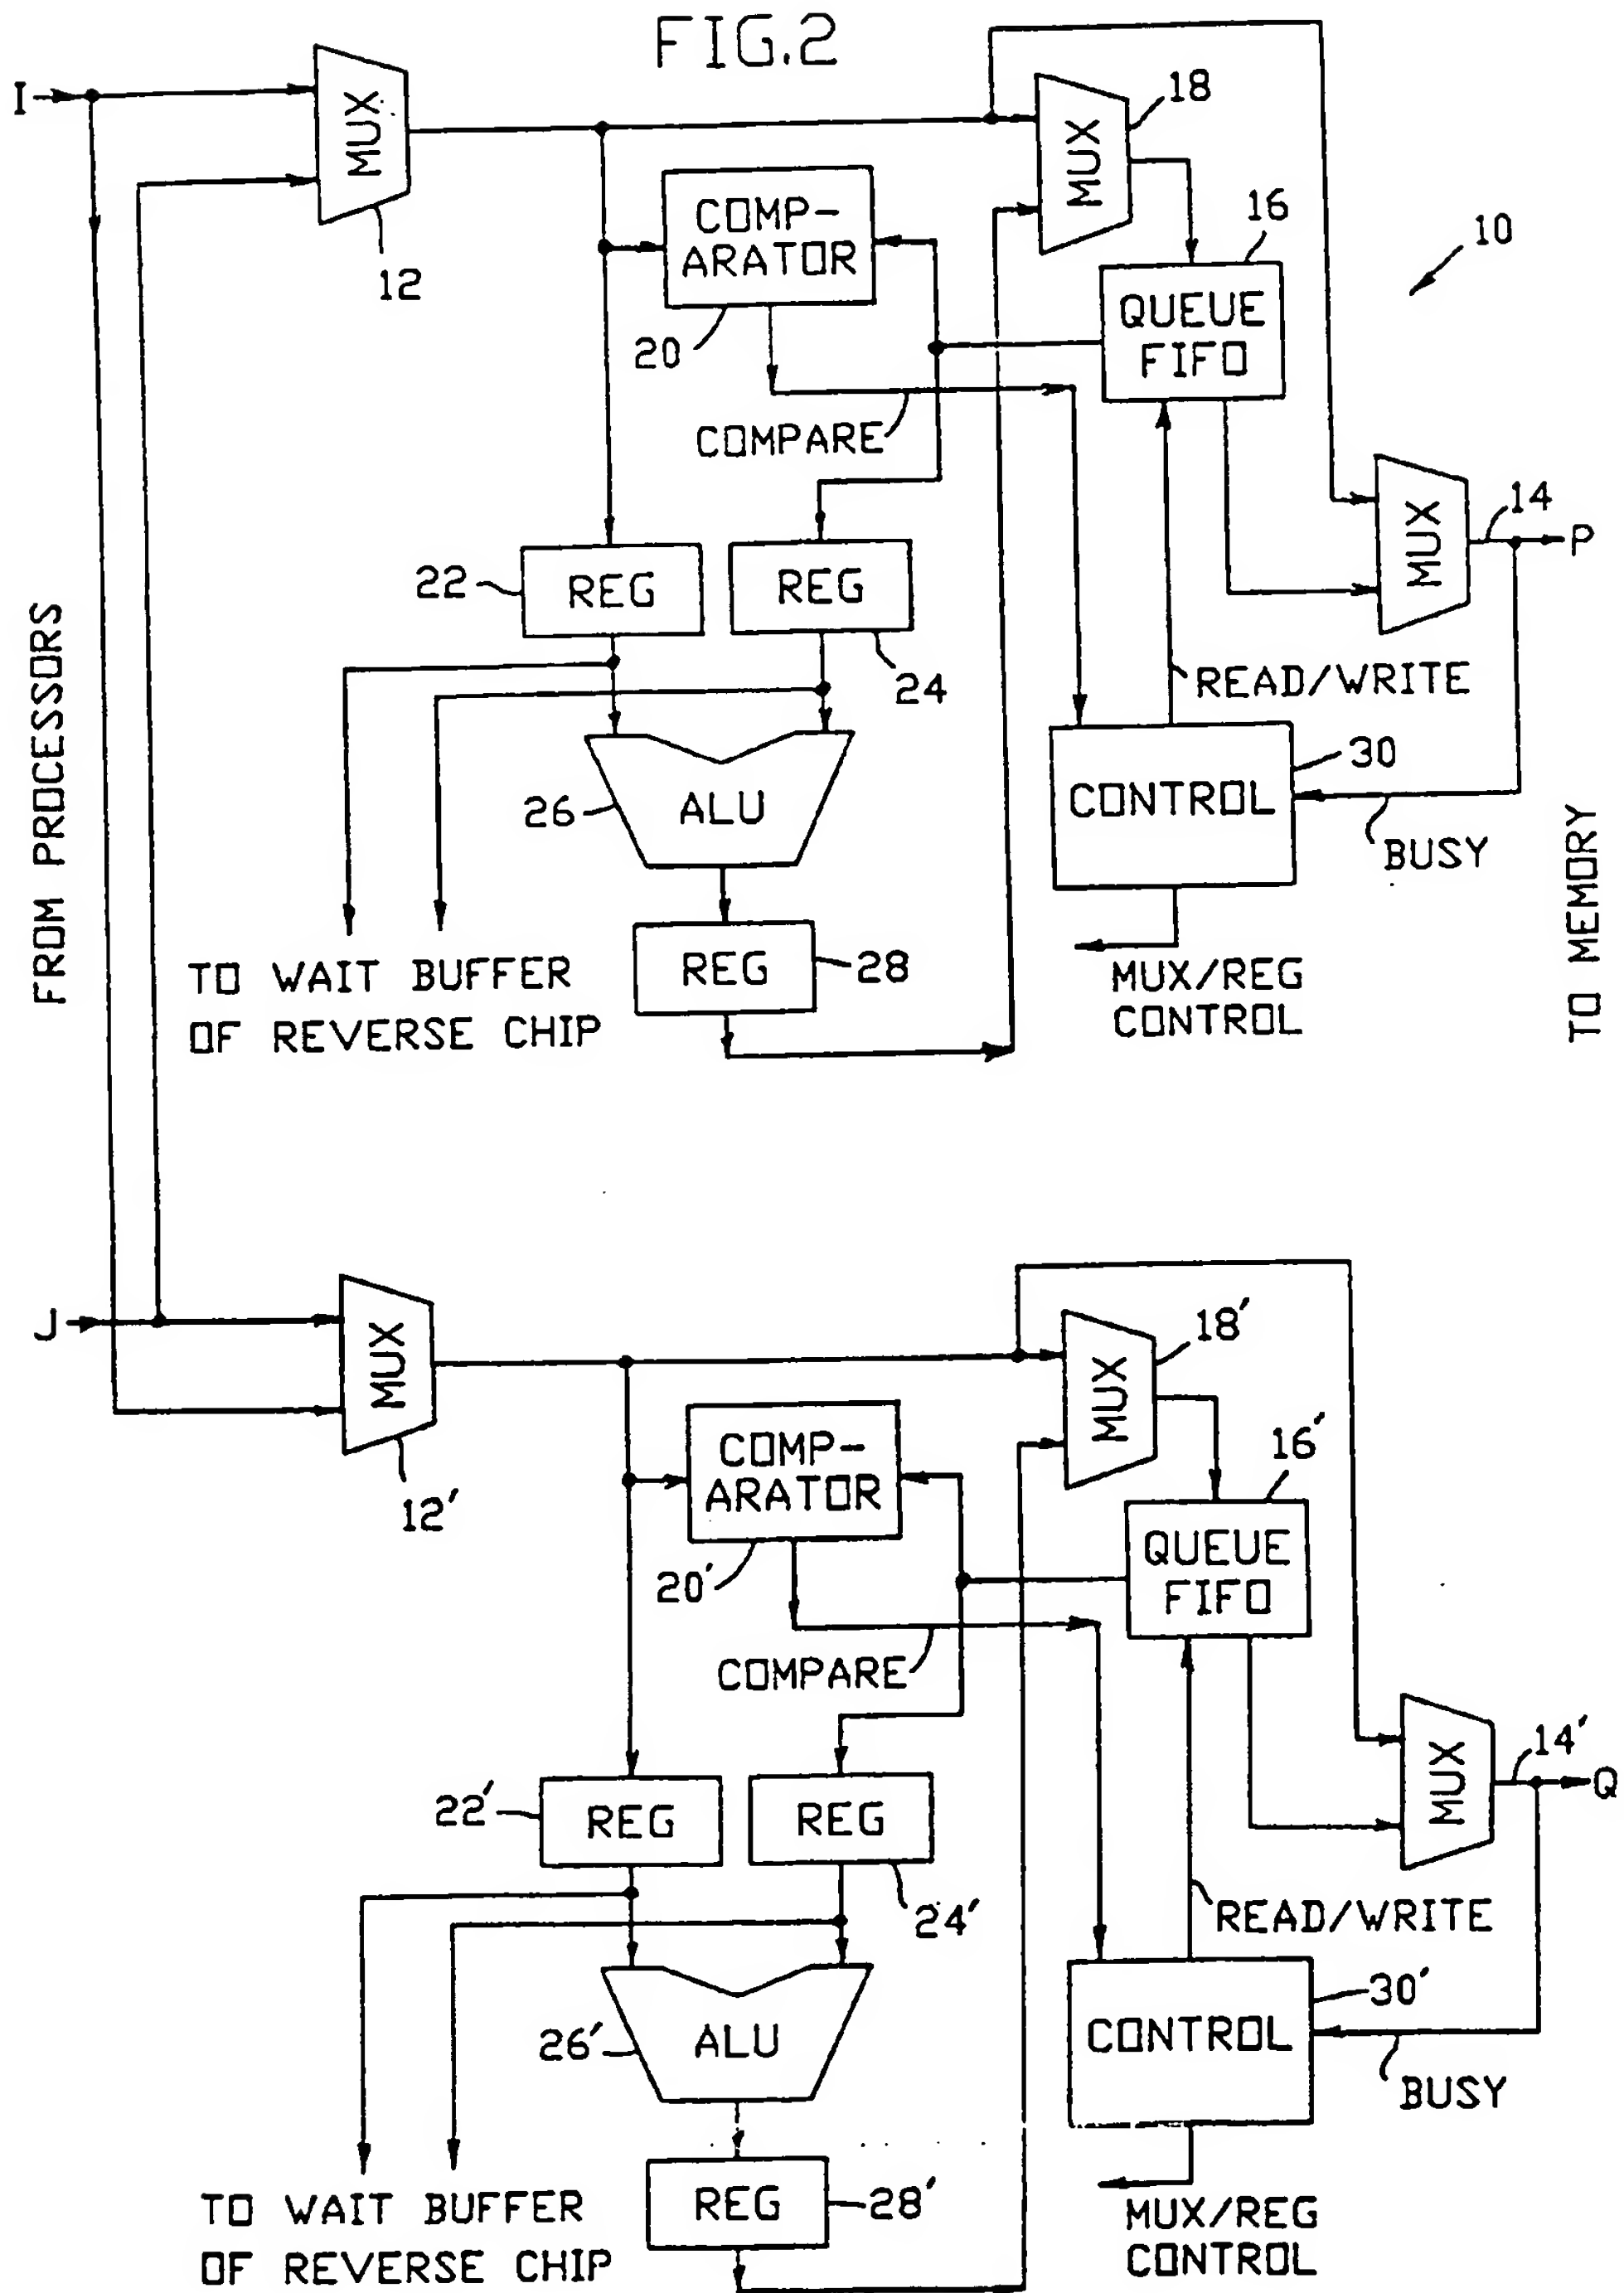 FIG.2
I
MUX
12
MUX
18
10
COMP-
ARATOR
20
16
QUEUE
FIFO
COMPARE
MUX
14
P
22
REG
REG
24
READ/WRITE
26
ALU
30
CONTROL
BUSY
FROM PROCESSORS
TO MEMORY
TO WAIT BUFFER
OF REVERSE CHIP
REG
28
MUX/REG
CONTROL
J
MUX
12'
MUX
18'
COMP-
ARATOR
20'
16'
QUEUE
FIFO
COMPARE
MUX
14'
Q
22'
REG
REG
24'
READ/WRITE
26'
ALU
30'
CONTROL
BUSY
TO WAIT BUFFER
OF REVERSE CHIP
REG
28'
MUX/REG
CONTROL